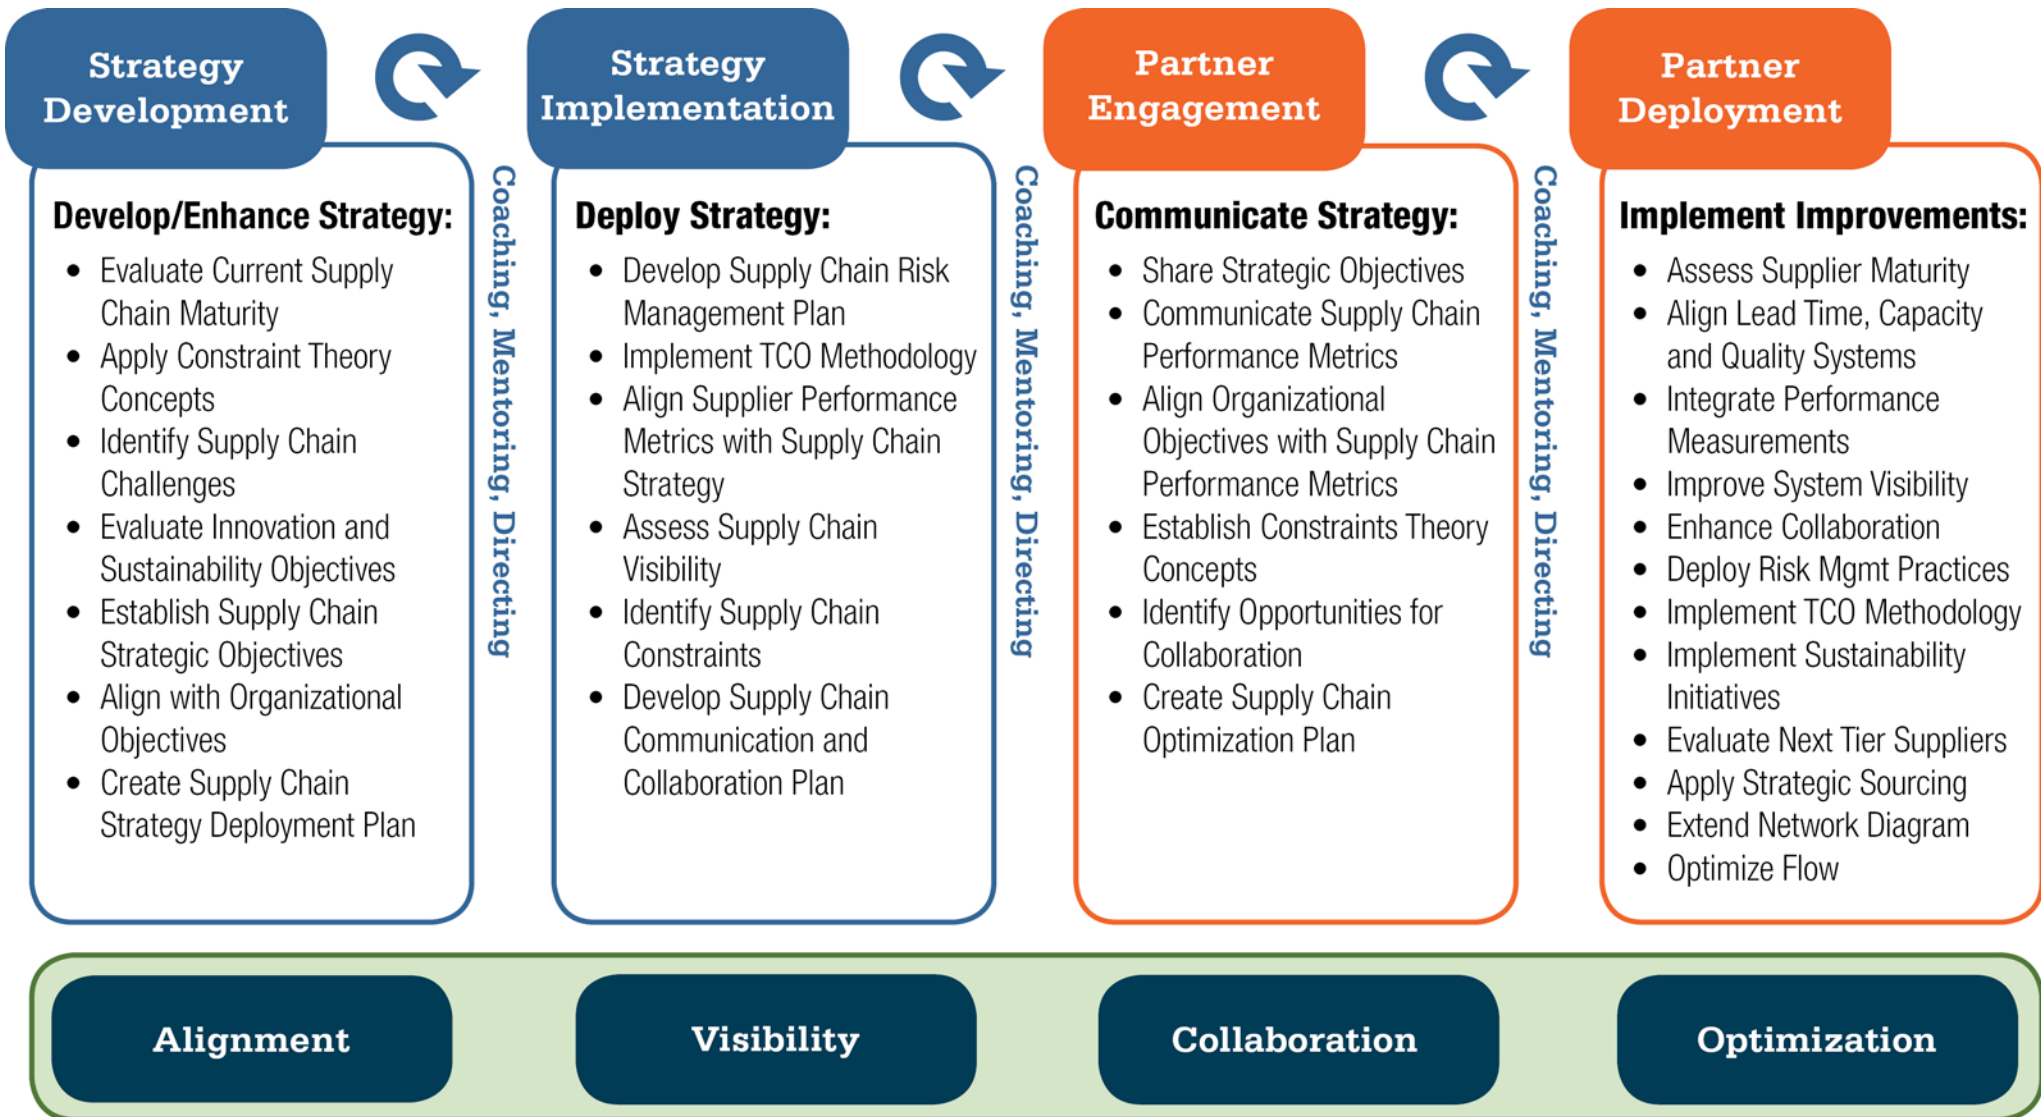 Strategy
Development
Develop/Enhance Strategy:
• Evaluate Current Supply
Chain Maturity
• Apply Constraint Theory
Concepts
• Identify Supply Chain
Challenges
• Evaluate Innovation and
Sustainability Objectives
• Establish Supply Chain
Strategic Objectives
• Align with Organizational
Objectives
• Create Supply Chain
Strategy Deployment Plan
Coaching, Mentoring, Directing
Strategy
Implementation
Deploy Strategy:
• Develop Supply Chain Risk
Management Plan
• Implement TCO Methodology
• Align Supplier Performance
Metrics with Supply Chain
Strategy
• Assess Supply Chain
Visibility
• Identify Supply Chain
Constraints
• Develop Supply Chain
Communication and
Collaboration Plan
Coaching, Mentoring, Directing
Partner
Engagement
Communicate Strategy:
• Share Strategic Objectives
• Communicate Supply Chain
Performance Metrics
• Align Organizational
Objectives with Supply Chain
Performance Metrics
• Establish Constraints Theory
Concepts
• Identify Opportunities for
Collaboration
• Create Supply Chain
Optimization Plan
Coaching, Mentoring, Directing
Partner
Deployment
Implement Improvements:
• Assess Supplier Maturity
• Align Lead Time, Capacity
and Quality Systems
• Integrate Performance
Measurements
• Improve System Visibility
• Enhance Collaboration
• Deploy Risk Mgmt Practices
• Implement TCO Methodology
• Implement Sustainability
Initiatives
• Evaluate Next Tier Suppliers
• Apply Strategic Sourcing
• Extend Network Diagram
• Optimize Flow
Alignment
Visibility
Collaboration
Optimization